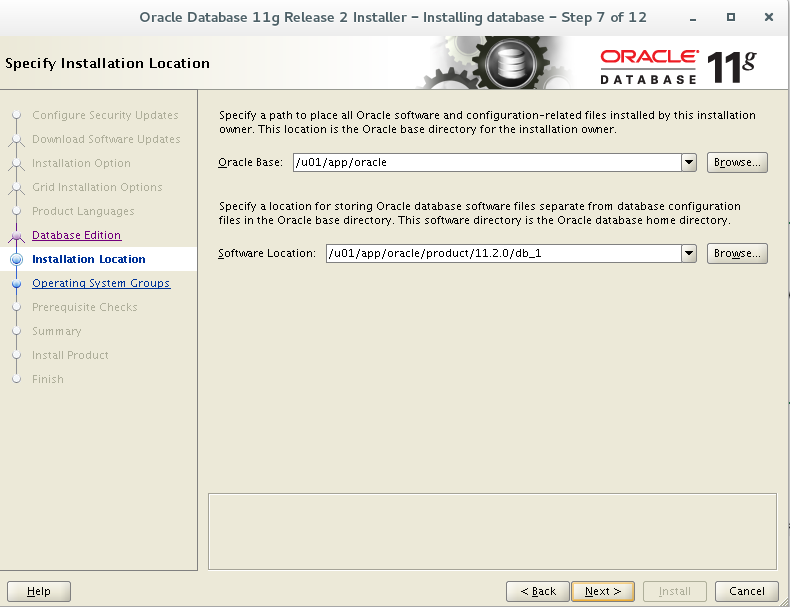 Oracle Database 11g Release 2 Installer - Installing database - Step 7 of 12
Specify Installation Location
ORACLE
DATABASE
11g
Configure Security Updates
Download Software Updates
Installation Option
Grid Installation Options
Product Languages
Database Edition
Installation Location
Operating System Groups
Prerequisite Checks
Summary
Install Product
Finish
Specify a path to place all Oracle software and configuration-related files installed by this installation
owner. This location is the Oracle base directory for the installation owner.
Oracle Base: /u01/app/oracle Browse...
Specify a location for storing Oracle database software files separate from database configuration
files in the Oracle base directory. This software directory is the Oracle database home directory.
Software Location: /u01/app/oracle/product/11.2.0/db_1 Browse...
Help < Back Next > Install Cancel